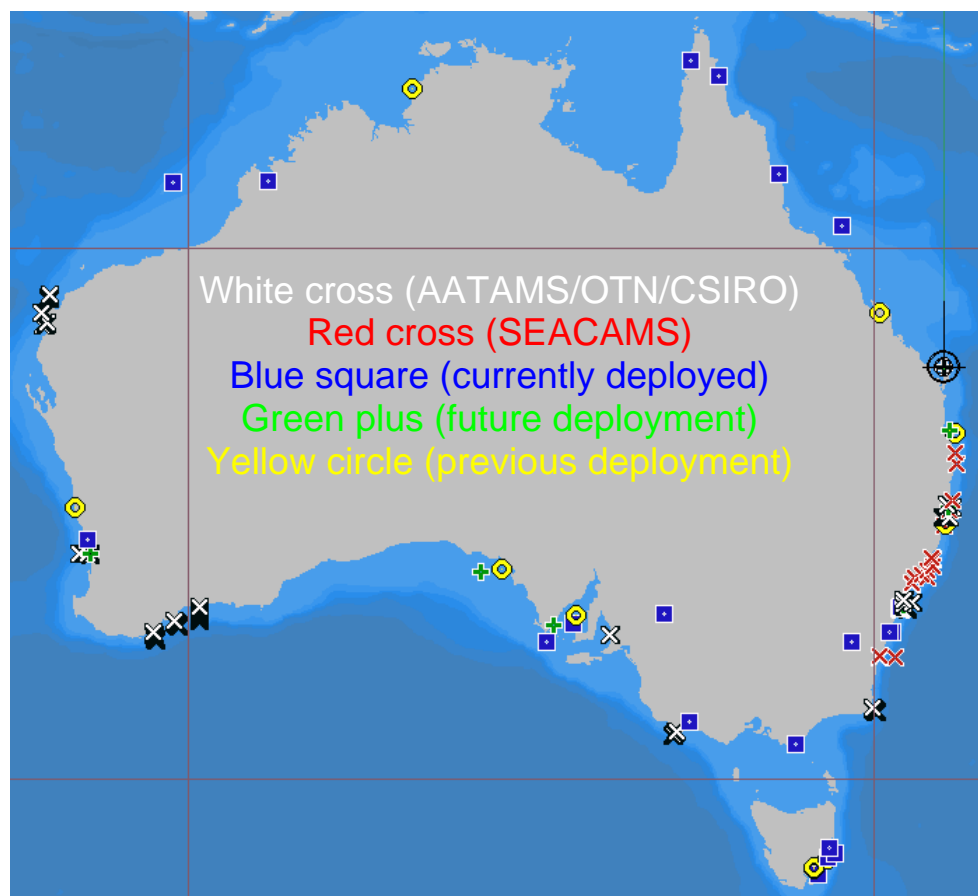 White cross (AATAMS/OTN/CSIRO)
Red cross (SEACAMS)
Blue square (currently deployed)
Green plus (future deployment)
Yellow circle (previous deployment)